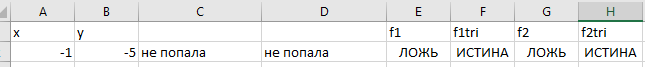 A B C D E F G H
x y f1 f1tri f2 f2tri
-1 -5 не попала не попала ЛОЖЬ ИСТИНА ЛОЖЬ ИСТИНА